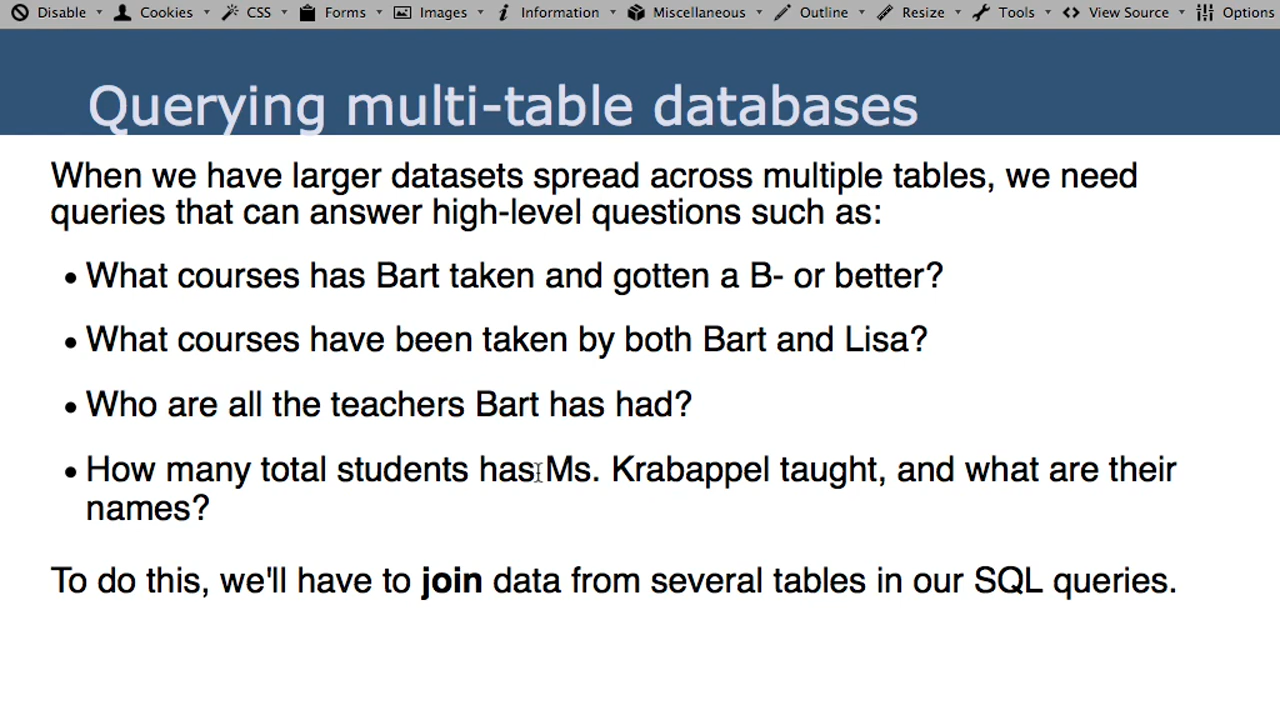 Disable Cookies CSS Forms Images Information Miscellaneous Outline Resize Tools View Source Options
Querying multi-table databases
When we have larger datasets spread across multiple tables, we need
queries that can answer high-level questions such as:
• What courses has Bart taken and gotten a B- or better?
• What courses have been taken by both Bart and Lisa?
• Who are all the teachers Bart has had?
• How many total students has Ms. Krabappel taught, and what are their
names?
To do this, we'll have to join data from several tables in our SQL queries.